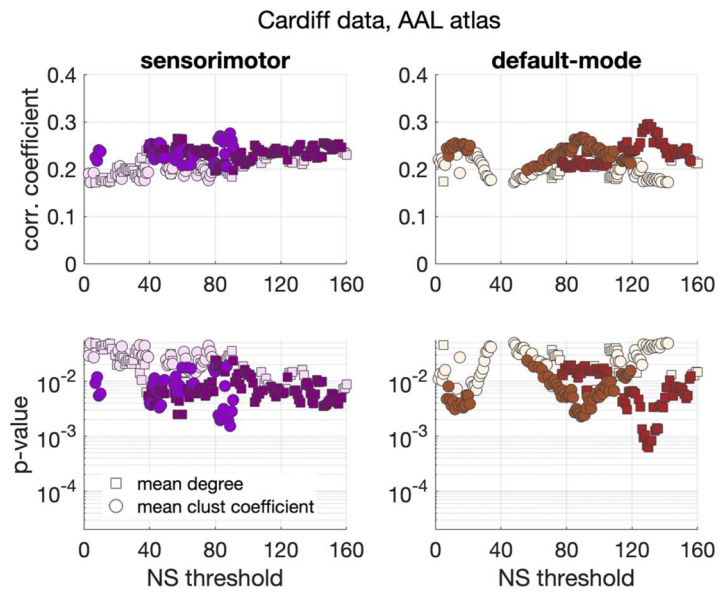 Cardiff data, AAL atlas
sensorimotor
default-mode
corr. coefficient
0.4
0.3
0.2
0.1
0
0 40 80 120 160
0.4
0.3
0.2
0.1
0
0 40 80 120 160
p-value
10-2
10-3
10-4
mean degree
mean clust coefficient
0 40 80 120 160
NS threshold
10-2
10-3
10-4
0 40 80 120 160
NS threshold